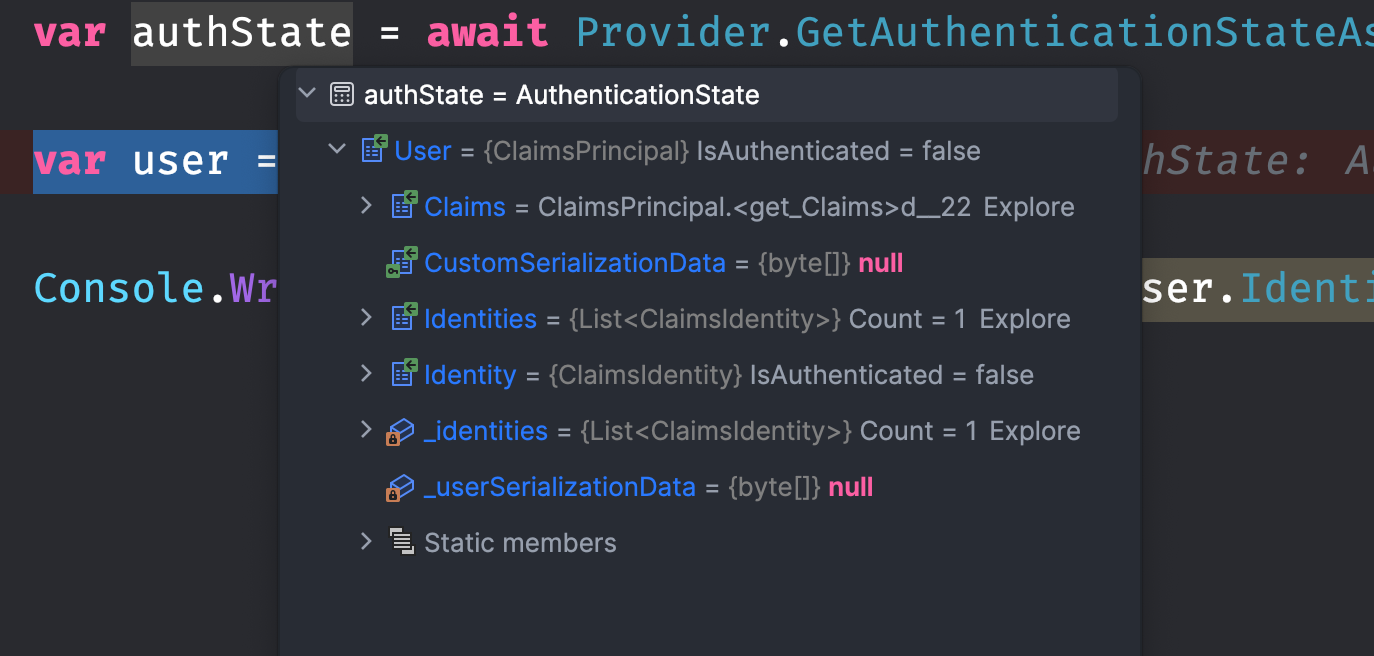 var authState = await Provider.GetAuthenticationStateAs
authState = AuthenticationState
User = {ClaimsPrincipal} IsAuthenticated = false
var user = hState: A
Claims = ClaimsPrincipal.<get_Claims>d__22 Explore
CustomSerializationData = {byte[]} null
Console.Wr ser.Identi
Identities = {List<ClaimsIdentity>} Count = 1 Explore
Identity = {ClaimsIdentity} IsAuthenticated = false
_identities = {List<ClaimsIdentity>} Count = 1 Explore
_userSerializationData = {byte[]} null
Static members